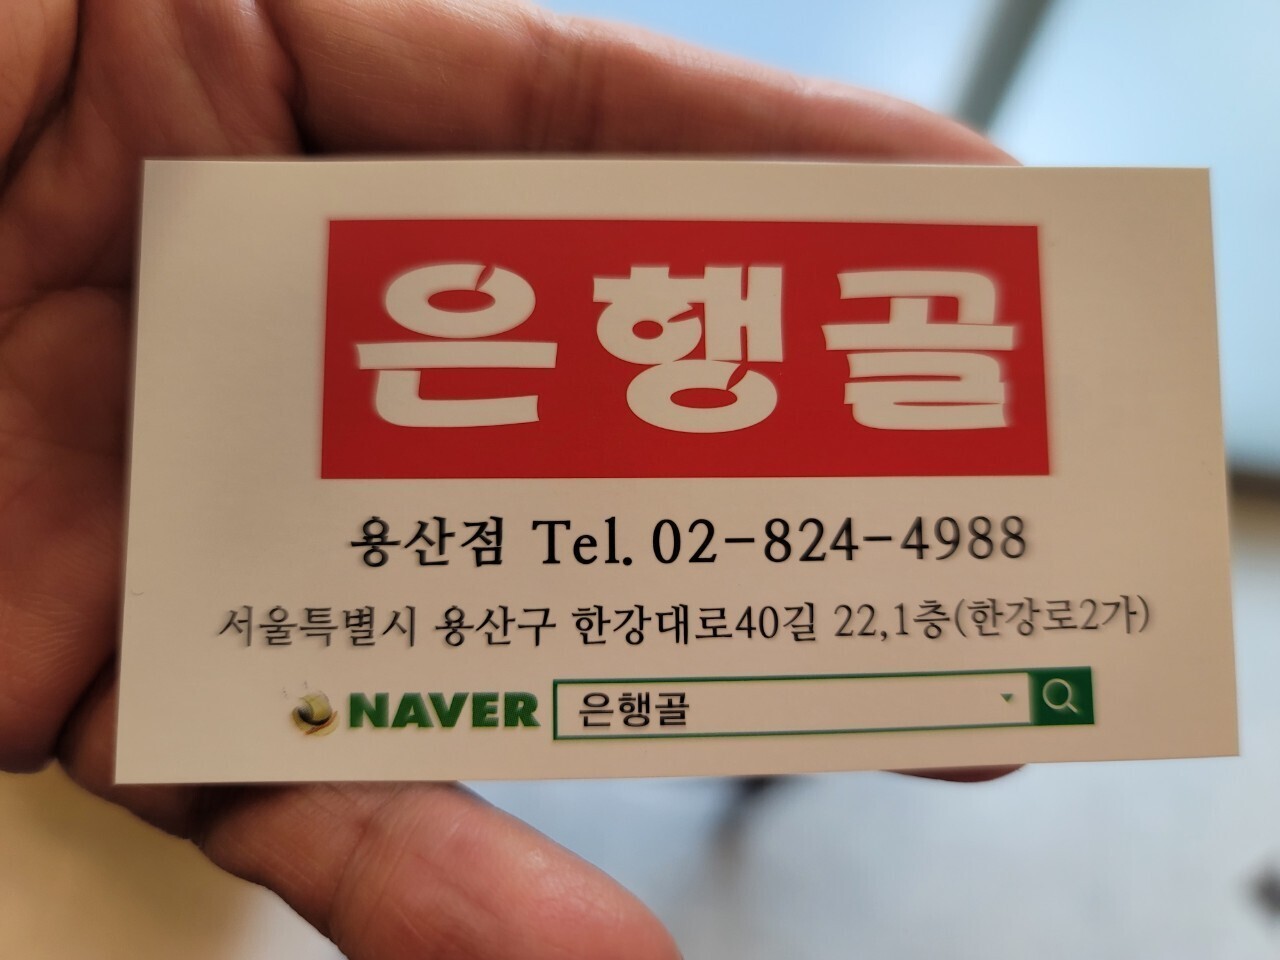 은행골
용산점 Tel. 02-824-4988
서울특별시 용산구 한강대로40길 22,1층(한강로2가)
NAVER 은행골